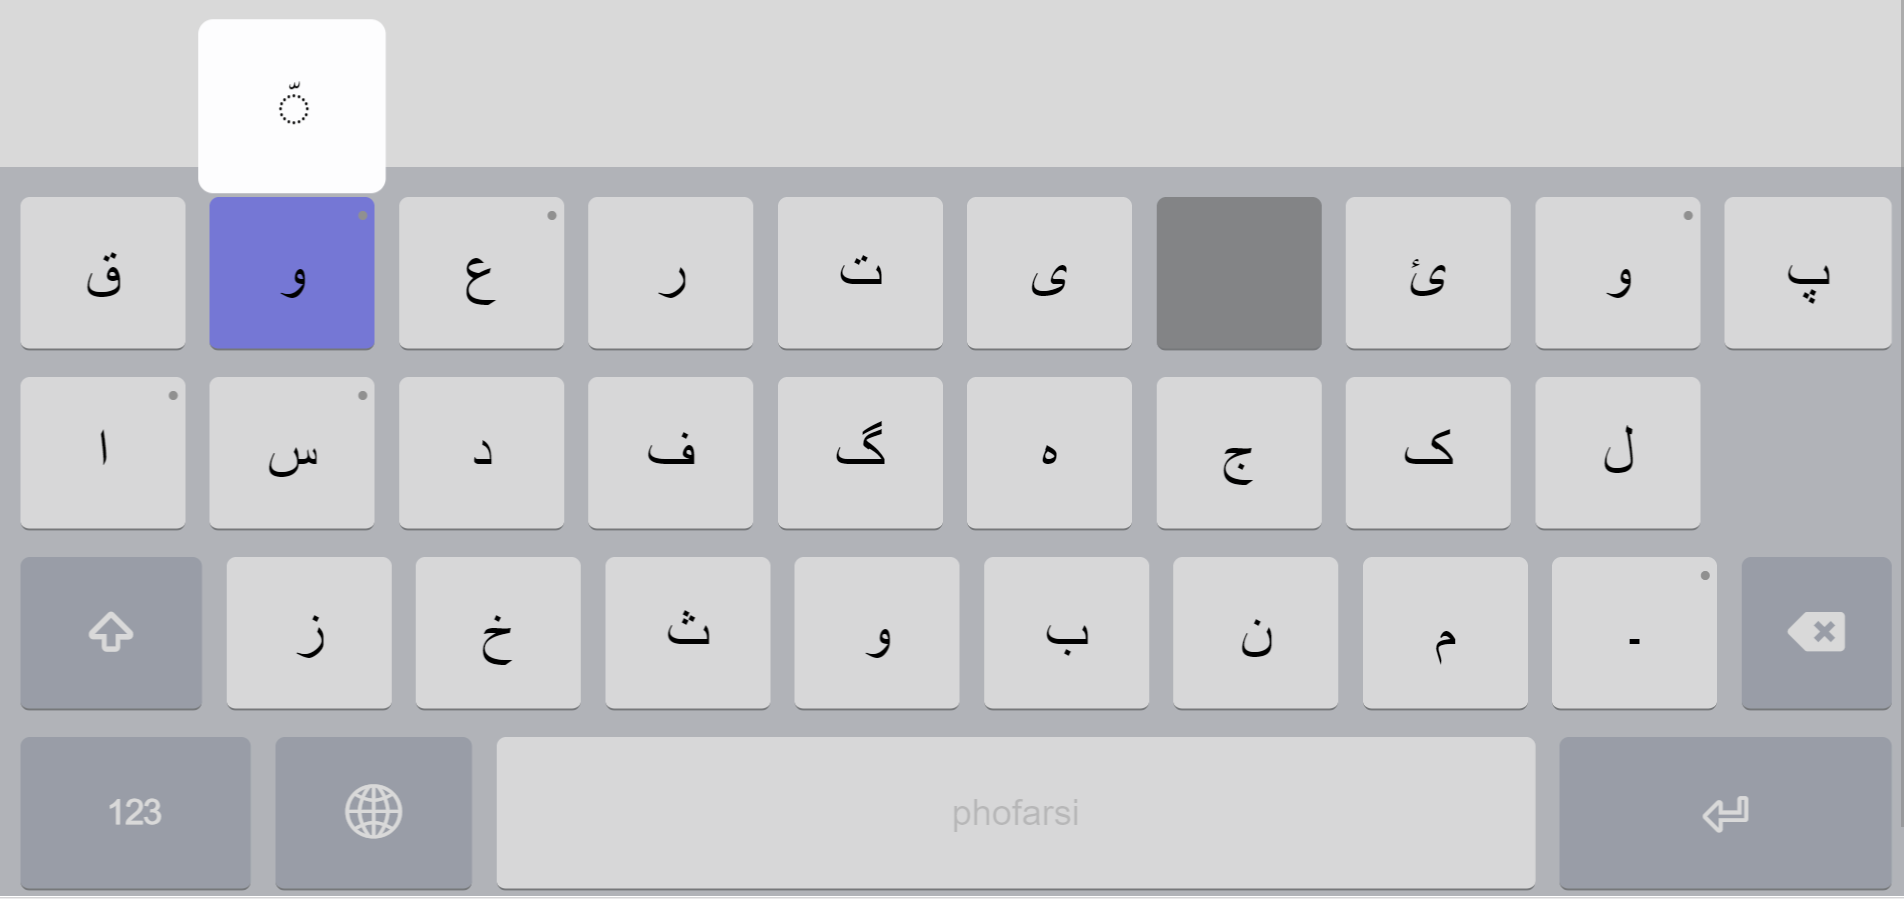 ّ
ق و ع ر ت ی ئ و پ
ا س د ف گ ه ج ک ل
ز خ ث و ب ن م -
123 phofarsi